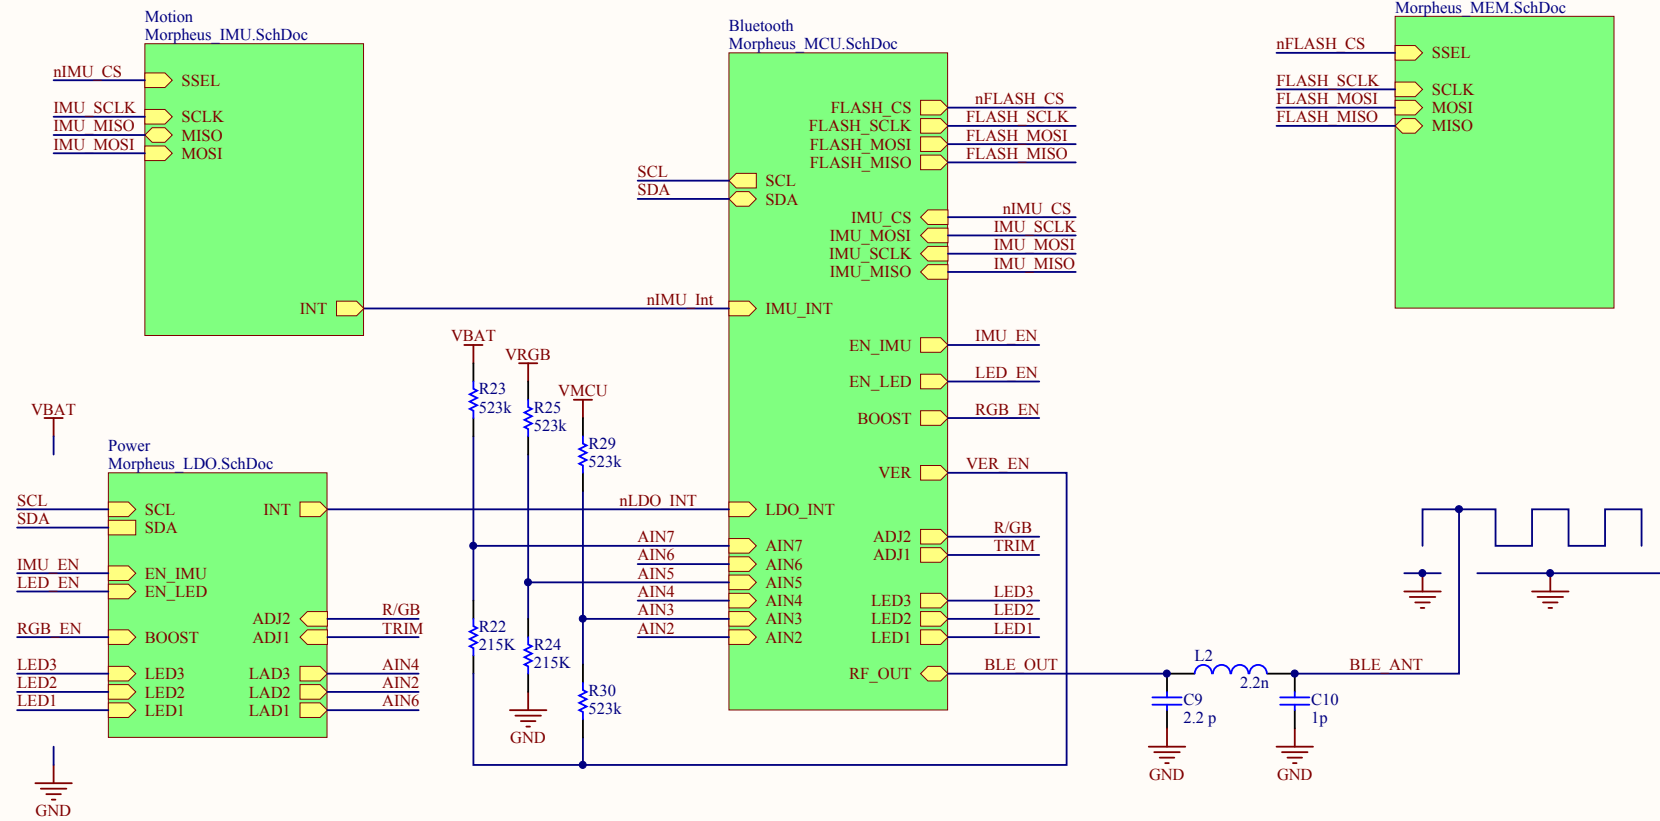 Motion
Morpheus_IMU.SchDoc
nIMU_CS
SSEL
IMU_SCLK
SCLK
IMU_MISO
MISO
IMU_MOSI
MOSI
INT
nIMU_Int
Bluetooth
Morpheus_MCU.SchDoc
FLASH_CS
nFLASH_CS
FLASH_SCLK
FLASH_SCLK
FLASH_MOSI
FLASH_MOSI
FLASH_MISO
FLASH_MISO
SCL
SCL
SDA
SDA
IMU_CS
nIMU_CS
IMU_MOSI
IMU_SCLK
IMU_SCLK
IMU_MOSI
IMU_MISO
IMU_MISO
IMU_INT
EN_IMU
IMU_EN
EN_LED
LED_EN
BOOST
RGB_EN
VER
VER_EN
nLDO_INT
LDO_INT
AIN7
AIN7
AIN6
AIN6
AIN5
AIN5
AIN4
AIN4
AIN3
AIN3
AIN2
AIN2
ADJ2
R/GB
ADJ1
TRIM
LED3
LED3
LED2
LED2
LED1
LED1
RF_OUT
BLE_OUT
Morpheus_MEM.SchDoc
nFLASH_CS
SSEL
FLASH_SCLK
SCLK
FLASH_MOSI
MOSI
FLASH_MISO
MISO
VBAT
R23
523k
VRGB
R25
523k
VMCU
R29
523k
R22
215K
R24
215K
GND
R30
523k
VBAT
Power
Morpheus_LDO.SchDoc
SCL
SCL
SDA
SDA
INT
IMU_EN
EN_IMU
LED_EN
EN_LED
RGB_EN
BOOST
LED3
LED3
LED2
LED2
LED1
LED1
ADJ2
R/GB
ADJ1
TRIM
LAD3
AIN4
LAD2
AIN2
LAD1
AIN6
GND
L2
2.2n
BLE_ANT
C9
2.2 p
GND
C10
1p
GND